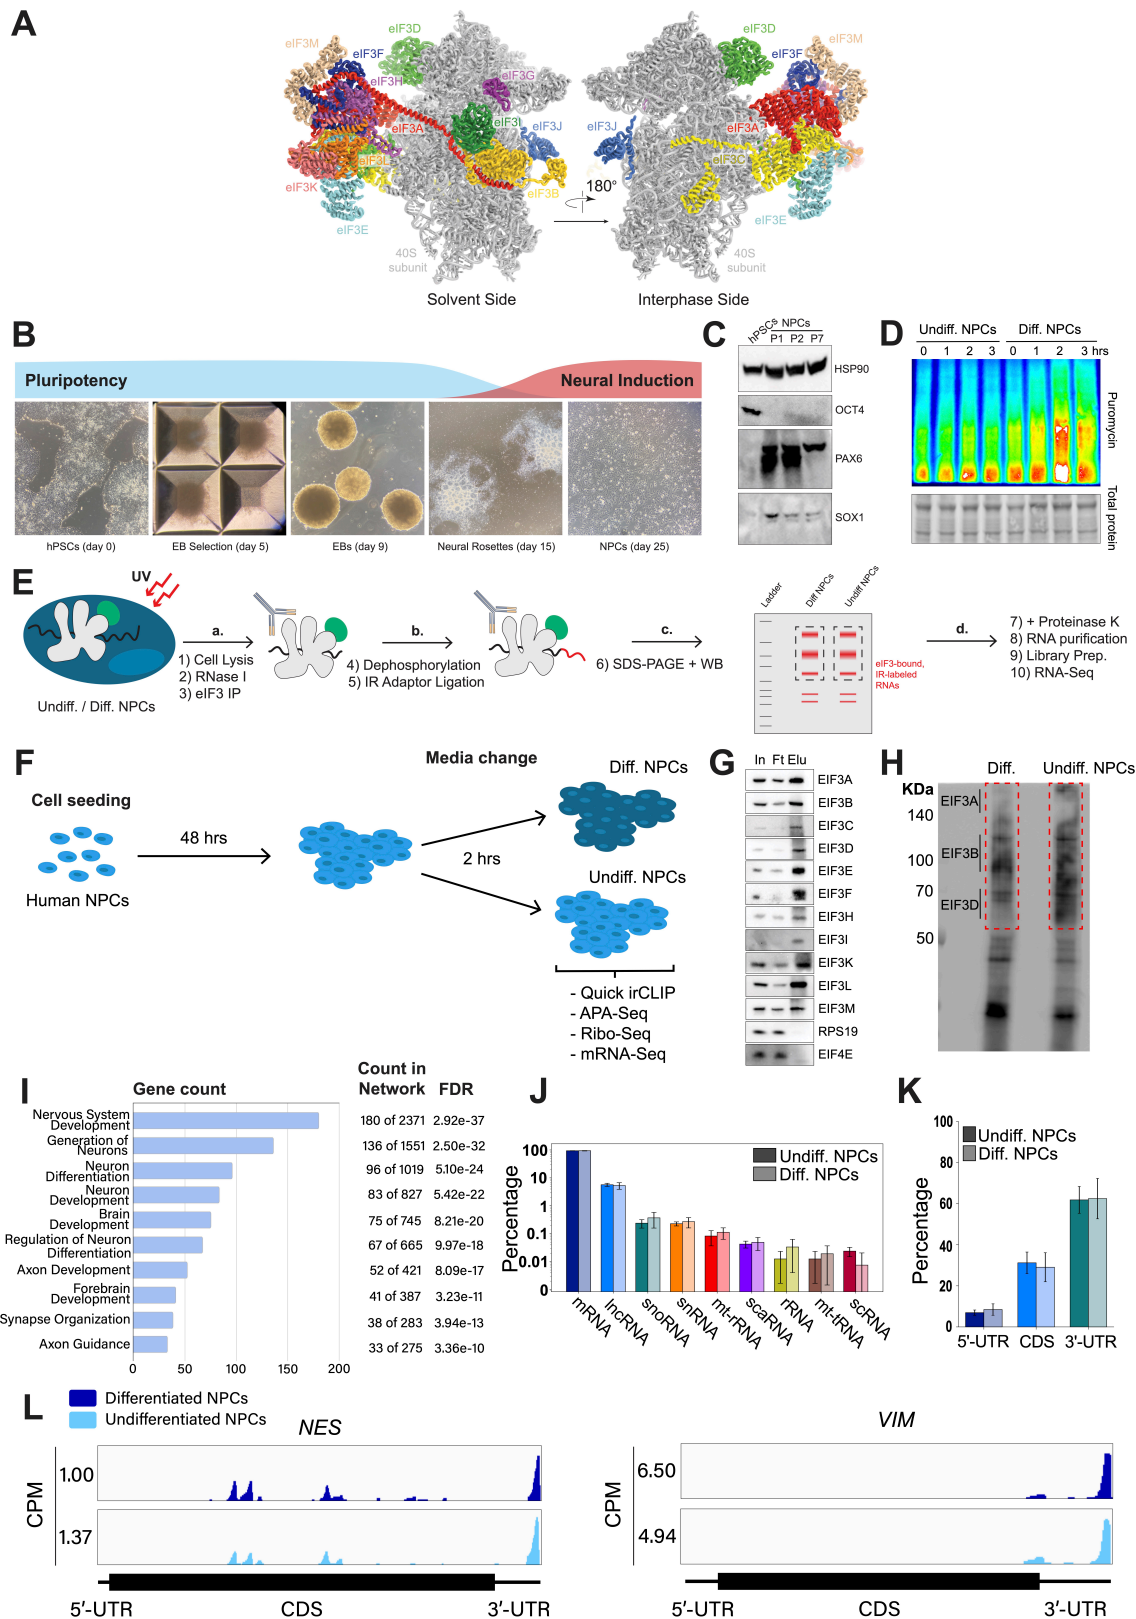 A
eIF3M
eIF3F
eIF3D
eIF3H
eIF3G
eIF3A
eIF3I
eIF3J
eIF3L
eIF3K
eIF3B
eIF3E
40S
subunit
Solvent Side
180°
eIF3D
eIF3F
eIF3M
eIF3J
eIF3A
eIF3C
eIF3E
40S
subunit
Interphase Side
B
Pluripotency
Neural Induction
hPSCs (day 0)
EB Selection (day 5)
EBs (day 9)
Neural Rosettes (day 15)
NPCs (day 25)
C
hPSCs
NPCs
P1 P2 P7
HSP90
OCT4
PAX6
SOX1
D
Undiff. NPCs Diff. NPCs
0 1 2 3 0 1 2 3 hrs
Puromycin
Total protein
E
UV
Undiff. / Diff. NPCs
a.
1) Cell Lysis
2) RNase I
3) eIF3 IP
b.
4) Dephosphorylation
5) IR Adaptor Ligation
c.
6) SDS-PAGE + WB
Ladder
Diff NPCs
Undiff NPCs
eIF3-bound,
IR-labeled
RNAs
d.
7) + Proteinase K
8) RNA purification
9) Library Prep.
10) RNA-Seq
F
Cell seeding
Human NPCs
48 hrs
Media change
2 hrs
Diff. NPCs
Undiff. NPCs
- Quick irCLIP
- APA-Seq
- Ribo-Seq
- mRNA-Seq
G
In Ft Elu
EIF3A
EIF3B
EIF3C
EIF3D
EIF3E
EIF3F
EIF3H
EIF3I
EIF3K
EIF3L
EIF3M
RPS19
EIF4E
H
Diff. Undiff. NPCs
KDa
EIF3A
140
EIF3B
100
70
EIF3D
50
I
Gene count
Count in
Network FDR
Nervous System
Development 180 of 2371 2.92e-37
Generation of
Neurons 136 of 1551 2.50e-32
Neuron
Differentiation 96 of 1019 5.10e-24
Neuron
Development 83 of 827 5.42e-22
Brain
Development 75 of 745 8.21e-20
Regulation of Neuron
Differentiation 67 of 665 9.97e-18
Axon Development 52 of 421 8.09e-17
Forebrain
Development 41 of 387 3.23e-11
Synapse Organization 38 of 283 3.94e-13
Axon Guidance 33 of 275 3.36e-10
0 50 100 150 200
J
Percentage
100
10
1
0.1
0.01
0
Undiff. NPCs
Diff. NPCs
mRNA
lncRNA
snoRNA
snRNA
mt-rRNA
scaRNA
rRNA
mt-tRNA
scRNA
K
Percentage
100
80
60
40
20
0
Undiff. NPCs
Diff. NPCs
5'-UTR CDS 3'-UTR
L
Differentiated NPCs
Undifferentiated NPCs
NES
CPM
1.00
1.37
5'-UTR CDS 3'-UTR
VIM
CPM
6.50
4.94
5'-UTR CDS 3'-UTR